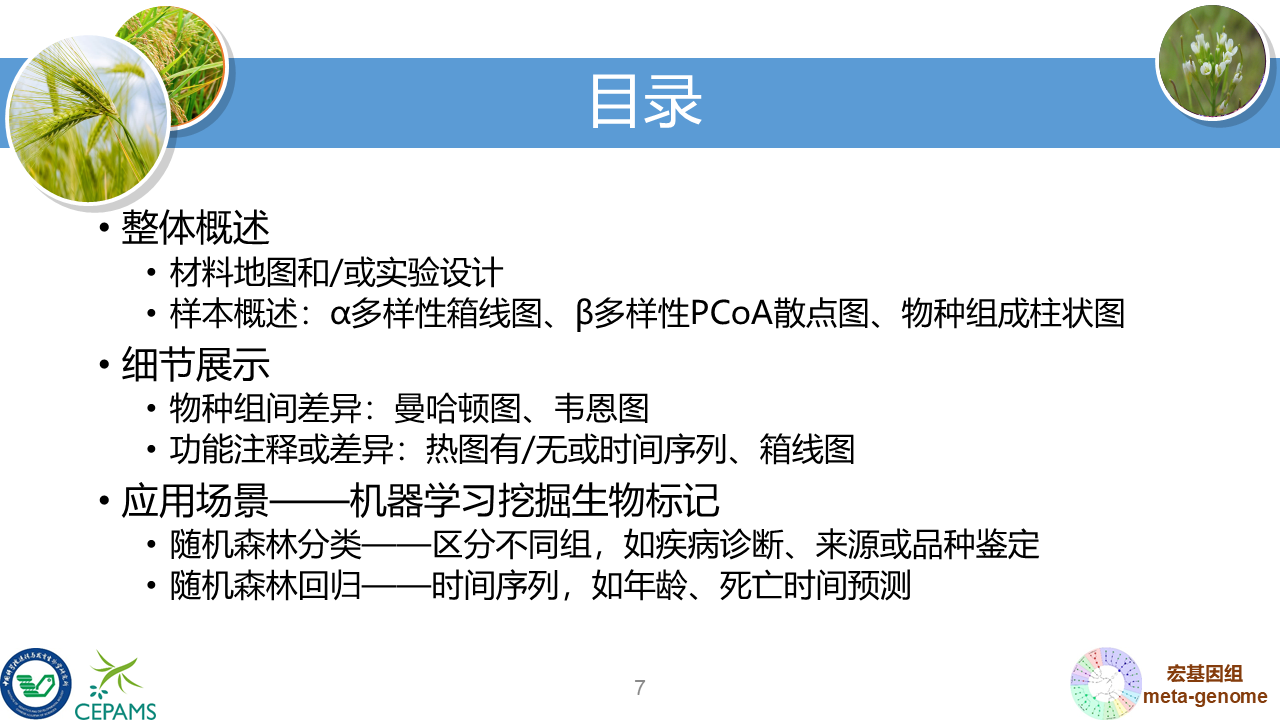 目录
• 整体概述
• 材料地图和/或实验设计
• 样本概述：α多样性箱线图、β多样性PCoA散点图、物种组成柱状图
• 细节展示
• 物种组间差异：曼哈顿图、韦恩图
• 功能注释或差异：热图有/无或时间序列、箱线图
• 应用场景——机器学习挖掘生物标记
• 随机森林分类——区分不同组，如疾病诊断、来源或品种鉴定
• 随机森林回归——时间序列，如年龄、死亡时间预测
CEPAMS
7
宏基因组
meta-genome